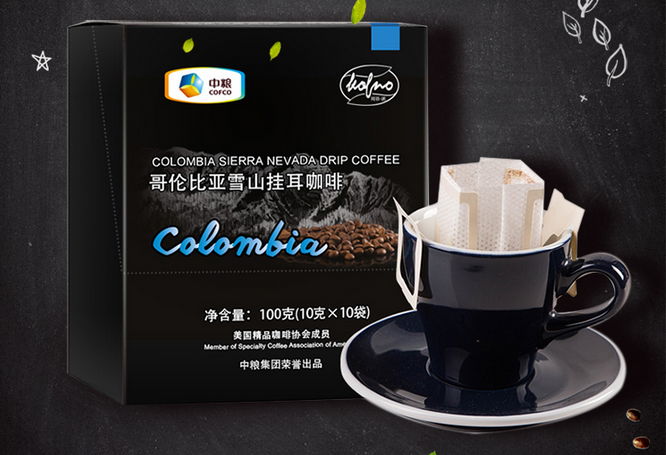 中粮
COFCO
kofno
COLOMBIA SIERRA NEVADA DRIP COFFEE
哥伦比亚雪山挂耳咖啡
Colombia
净含量：100克(10克×10袋)
美国精品咖啡协会成员
Member of Specialty Coffee Association of Ame
中粮集团荣誉出品